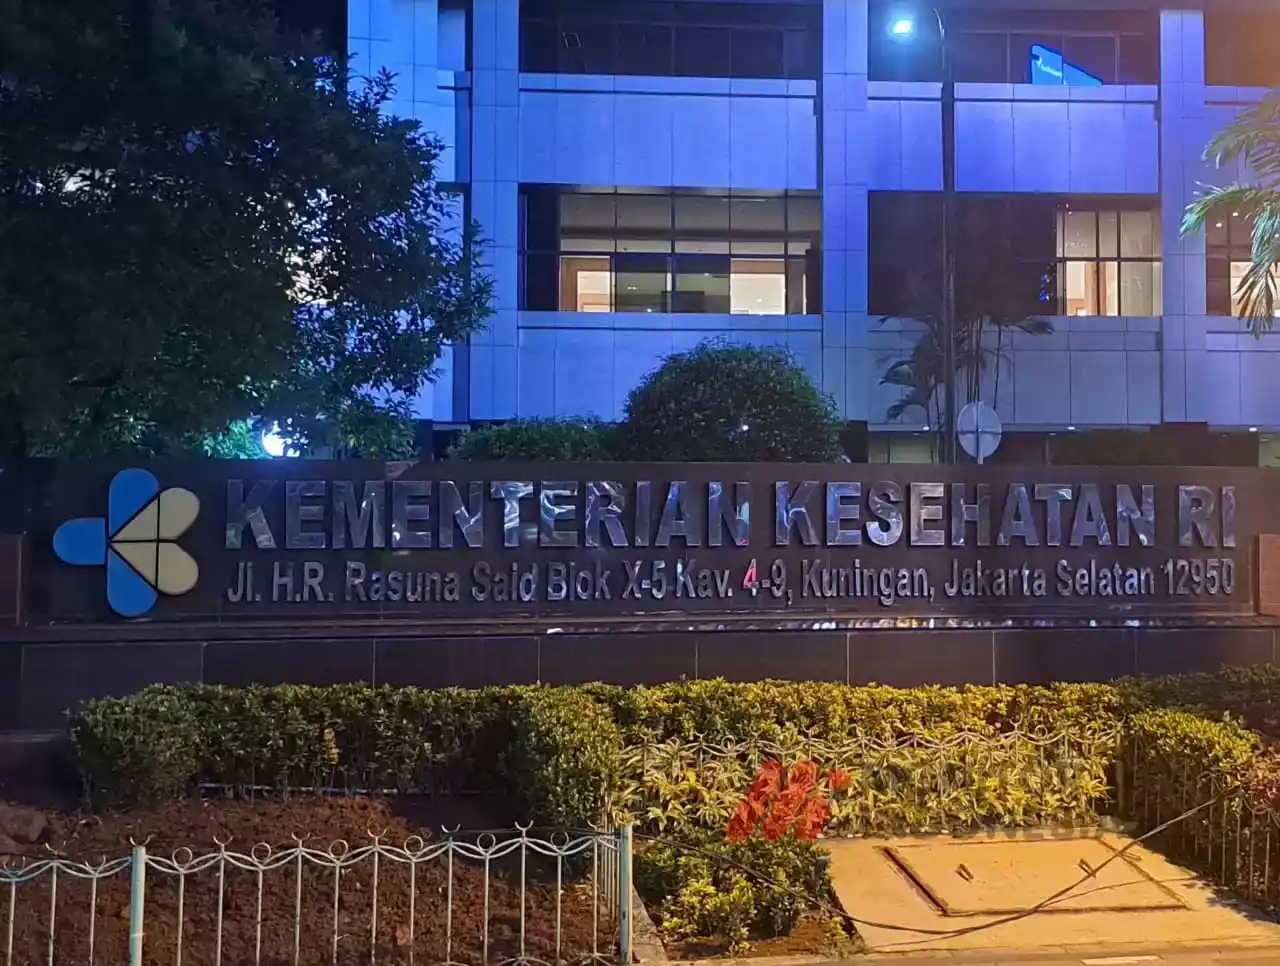 KEMENTERIAN KESEHATAN RI
Jl. H.R. Rasuna Said Blok X-5 Kav. 4-9, Kuningan, Jakarta Selatan 12950